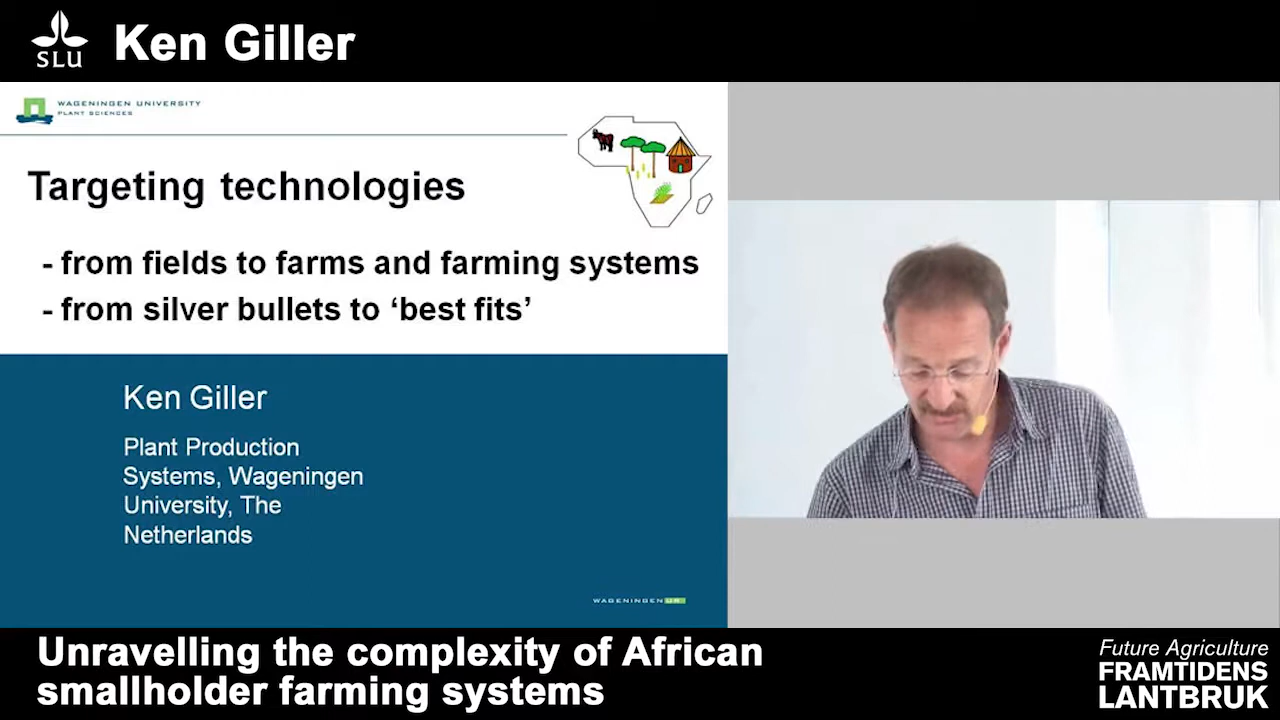 SLU
Ken Giller
WAGENINGEN UNIVERSITY
PLANT SCIENCES
Targeting technologies
- from fields to farms and farming systems
- from silver bullets to ‘best fits’
Ken Giller
Plant Production
Systems, Wageningen
University, The
Netherlands
WAGENINGEN UR
Unravelling the complexity of African
smallholder farming systems
Future Agriculture
FRAMTIDENS
LANTBRUK